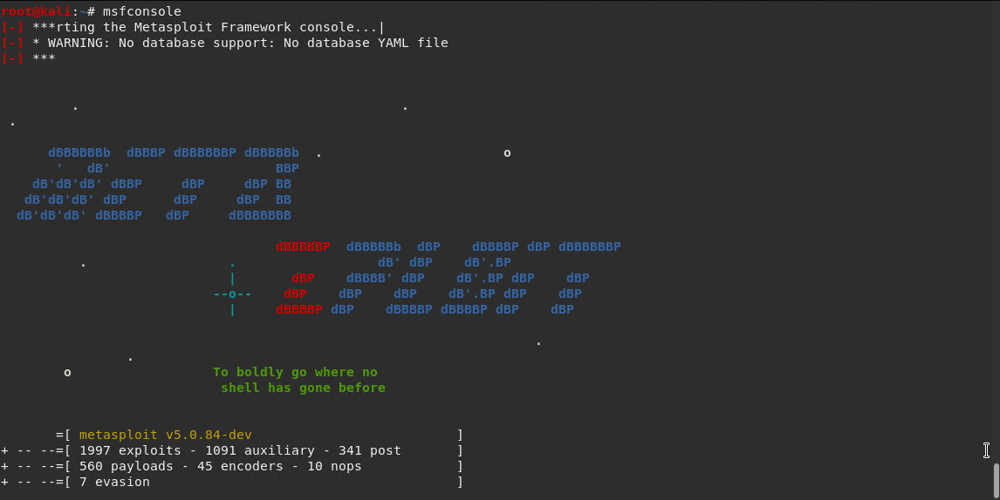 root@kali:~# msfconsole
[-] ***rting the Metasploit Framework console...|
[-] * WARNING: No database support: No database YAML file
[-] ***
.                                         .
.
dBBBBBBb  dBBBP dBBBBBBP dBBBBBb  .                       o
'   dB'                     BBP
dB'dB'dB' dBBP     dBP     dBP BB
dB'dB'dB' dBP      dBP     dBP  BB
dB'dB'dB' dBBBBP   dBP     dBBBBBBB
dBBBBBP  dBBBBBb  dBP    dBBBBP dBP dBBBBBBP
.                  .                  dB' dBP    dB'.BP
|       dBP    dBBBB' dBP    dB'.BP dBP    dBP
--o--    dBP    dBP    dBP    dB'.BP dBP    dBP
|     dBBBBP dBP    dBBBBP dBBBBP dBP    dBP
.
.
o                  To boldly go where no
shell has gone before
=[ metasploit v5.0.84-dev                          ]
+ -- --=[ 1997 exploits - 1091 auxiliary - 341 post       ]
+ -- --=[ 560 payloads - 45 encoders - 10 nops            ]
+ -- --=[ 7 evasion                                       ]